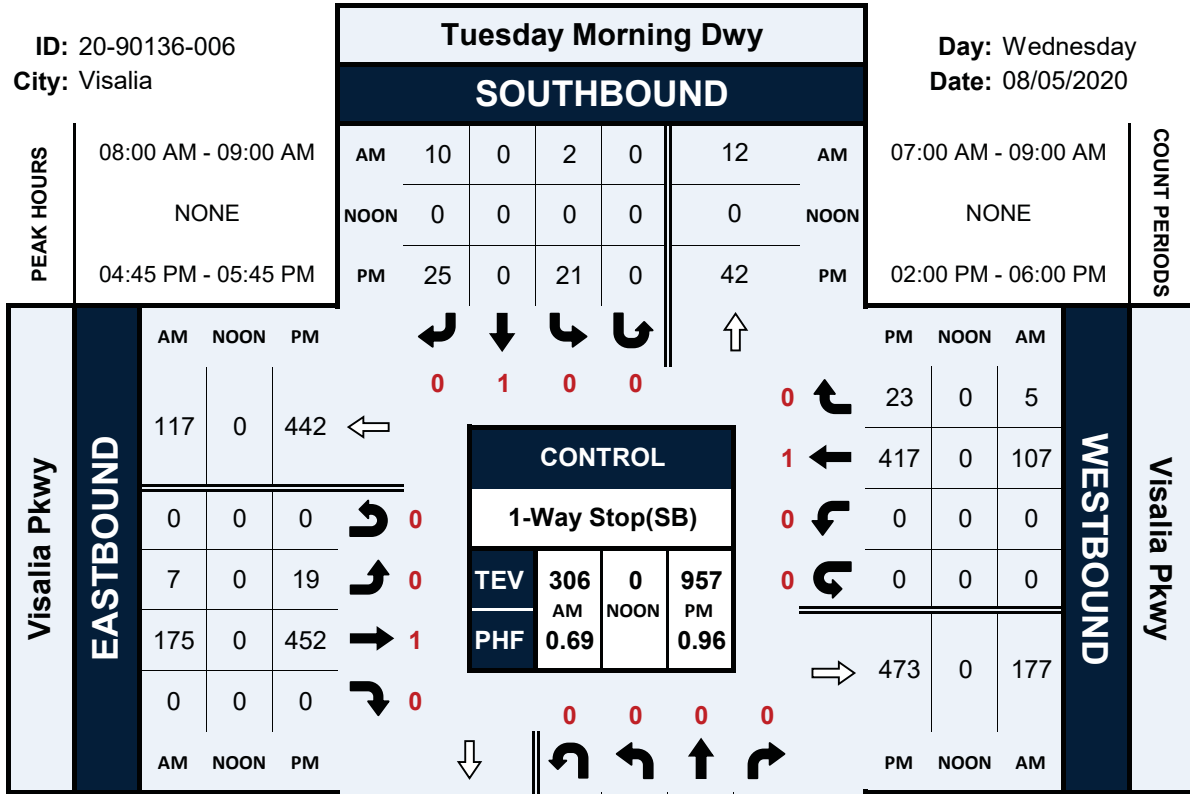 ID: 20-90136-006
City: Visalia
Tuesday Morning Dwy
SOUTHBOUND
Day: Wednesday
Date: 08/05/2020
PEAK HOURS
08:00 AM - 09:00 AM
NONE
04:45 PM - 05:45 PM
AM 10 0 2 0 12 AM
NOON 0 0 0 0 0 NOON
PM 25 0 21 0 42 PM
07:00 AM - 09:00 AM
NONE
02:00 PM - 06:00 PM
COUNT PERIODS
0 1 0 0
Visalia Pkwy
EASTBOUND
AM NOON PM
117 0 442
0 0 0 0
7 0 19 0
175 0 452 1
0 0 0 0
AM NOON PM
CONTROL
1-Way Stop(SB)
TEV 306 0 957
AM NOON PM
PHF 0.69 0.96
PM NOON AM
0 23 0 5
1 417 0 107
0 0 0 0
0 0 0 0
473 0 177
PM NOON AM
WESTBOUND
Visalia Pkwy
0 0 0 0